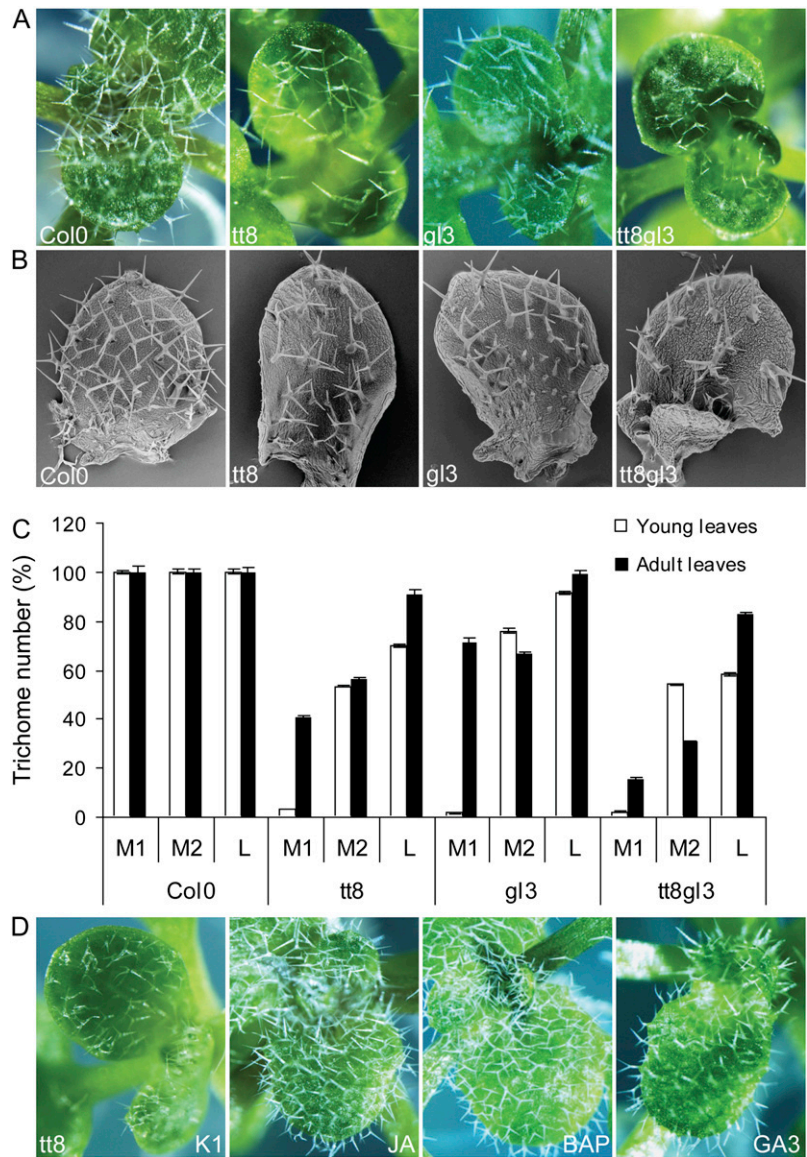 A
Col0 tt8 gl3 tt8gl3
B
Col0 tt8 gl3 tt8gl3
C
Young leaves
Adult leaves
Trichome number (%)
120
100
80
60
40
20
0
M1 M2 L M1 M2 L M1 M2 L M1 M2 L
Col0 tt8 gl3 tt8gl3
D
tt8 K1 JA BAP GA3